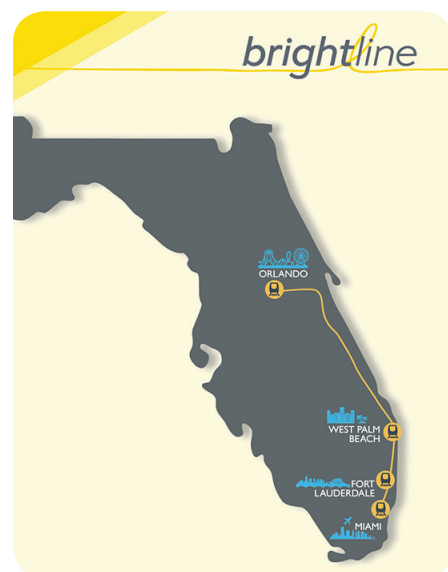 brightline
ORLANDO
WEST PALM
BEACH
FORT
LAUDERDALE
MIAMI